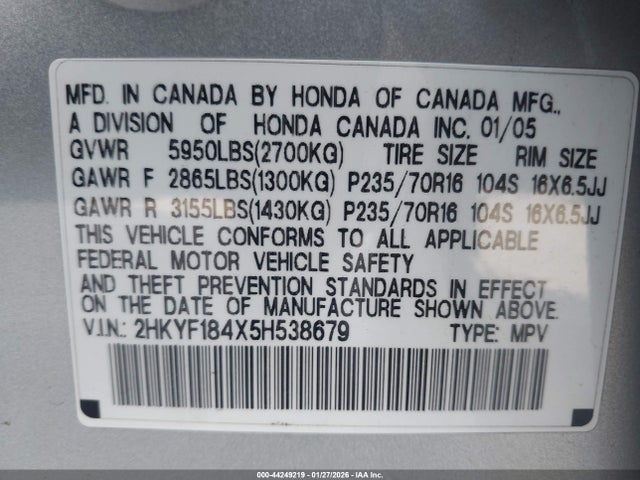 MFD. IN CANADA BY HONDA OF CANADA MFG.,
A DIVISION OF HONDA CANADA INC. 01/05
GVWR 5950LBS(2700KG) TIRE SIZE RIM SIZE
GAWR F 2865LBS(1300KG) P235/70R16 104S 16X6.5JJ
GAWR R 3155LBS(1430KG) P235/70R16 104S 16X6.5JJ
THIS VEHICLE CONFORMS TO ALL APPLICABLE
FEDERAL MOTOR VEHICLE SAFETY
AND THEFT PREVENTION STANDARDS IN EFFECT
ON THE DATE OF MANUFACTURE SHOWN ABOVE.
V.I.N.: 2HKYF184X5H538679 TYPE: MPV
000-44249219 | 01/27/2026 | IAA Inc.